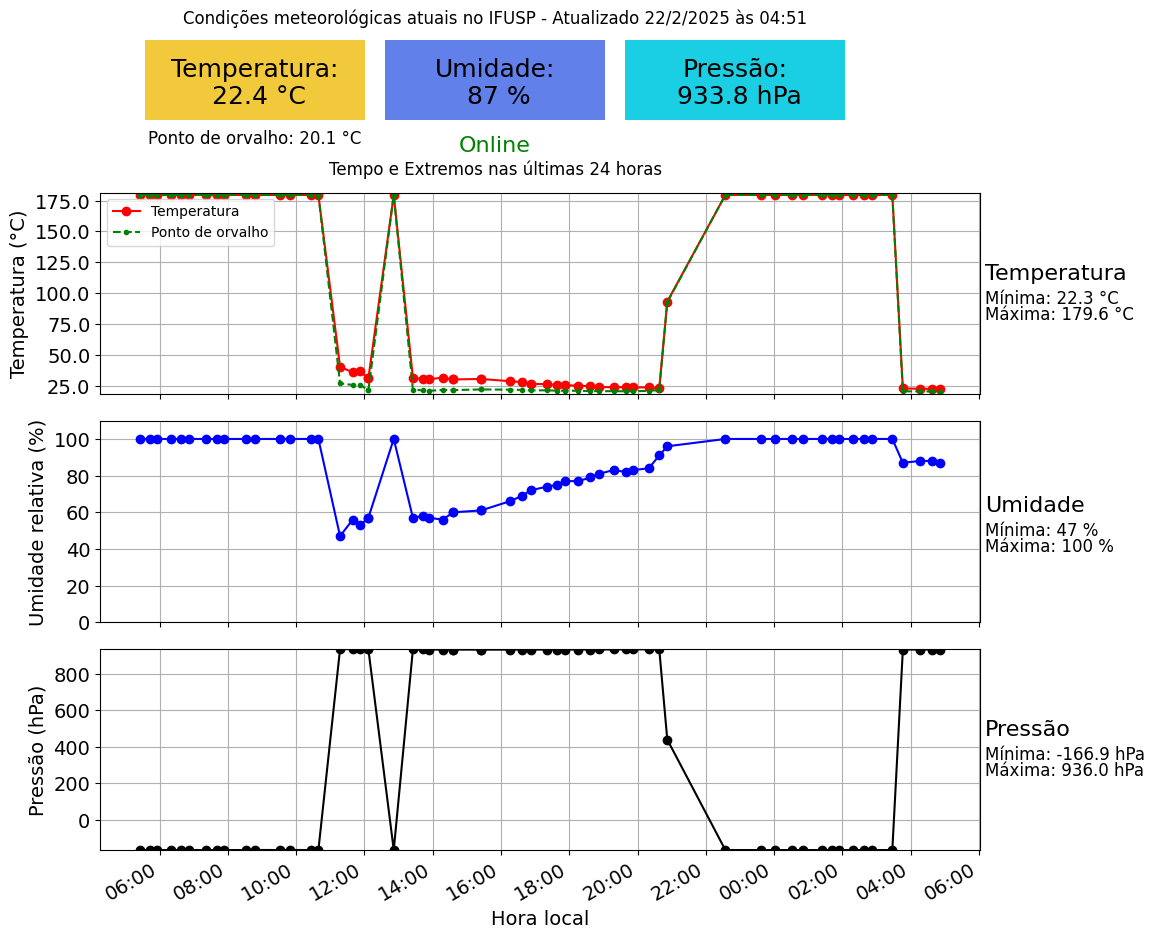 Condições meteorológicas atuais no IFUSP - Atualizado 22/2/2025 às 04:51
Temperatura:
22.4 °C
Umidade:
87 %
Pressão:
933.8 hPa
Ponto de orvalho: 20.1 °C
Online
Tempo e Extremos nas últimas 24 horas
Temperatura (°C)
175.0
150.0
125.0
100.0
75.0
50.0
25.0
Temperatura
Ponto de orvalho
Temperatura
Mínima: 22.3 °C
Máxima: 179.6 °C
Umidade relativa (%)
100
80
60
40
20
0
Umidade
Mínima: 47 %
Máxima: 100 %
Pressão (hPa)
800
600
400
200
0
Pressão
Mínima: -166.9 hPa
Máxima: 936.0 hPa
06:00 08:00 10:00 12:00 14:00 16:00 18:00 20:00 22:00 00:00 02:00 04:00 06:00
Hora local